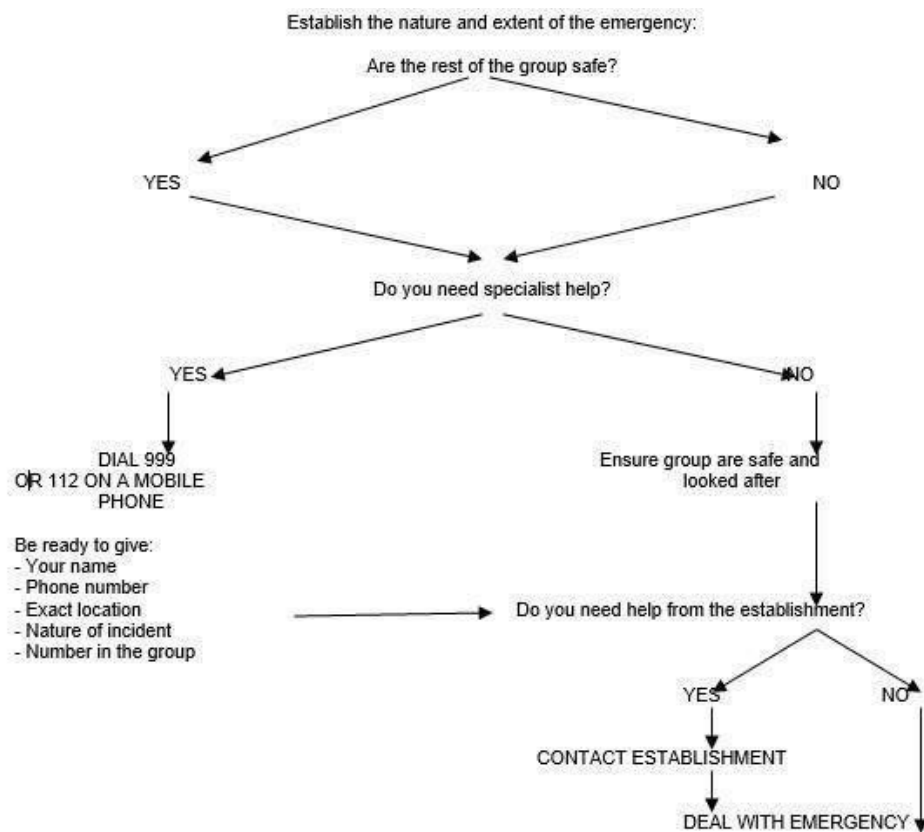 Establish the nature and extent of the emergency:
Are the rest of the group safe?
YES
NO
Do you need specialist help?
YES
NO
DIAL 999
OR 112 ON A MOBILE
PHONE
Ensure group are safe and
looked after
Be ready to give:
- Your name
- Phone number
- Exact location
- Nature of incident
- Number in the group
Do you need help from the establishment?
YES
NO
CONTACT ESTABLISHMENT
DEAL WITH EMERGENCY